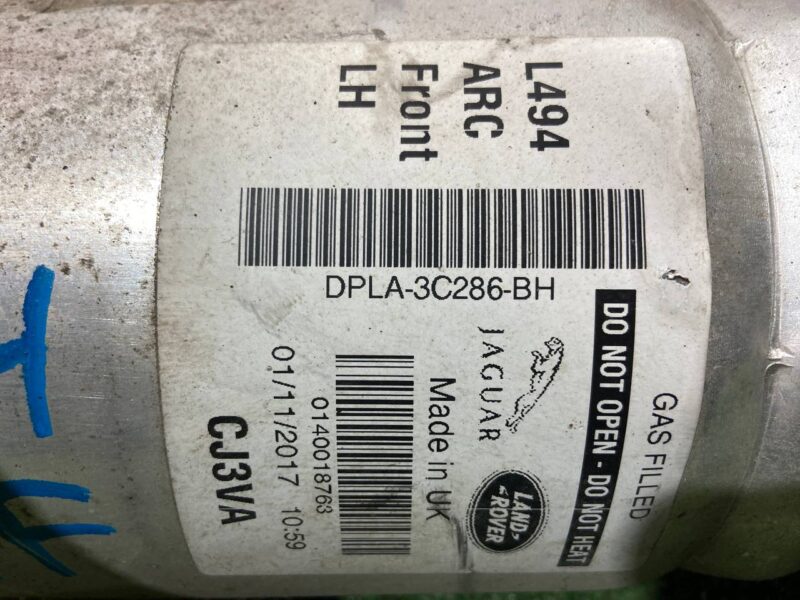 L494
ARC
Front
LH
DPLA-3C286-BH
GAS FILLED
DO NOT OPEN - DO NOT HEAT
JAGUAR
LAND-
-ROVER
Made in UK
0140018763
01/11/2017 10:59
CJ3VA